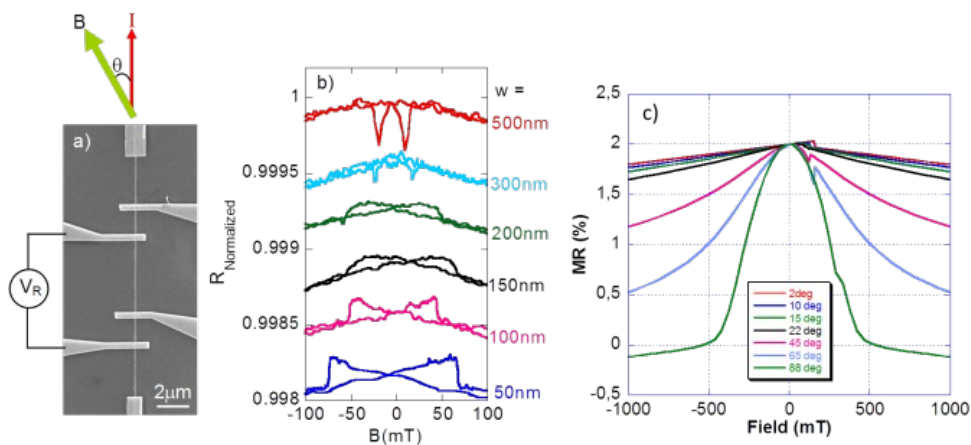 B
I
θ
a)
V_R
2μm
b)
w =
1
0.9995
0.999
0.9985
0.998
R_Normalized
500nm
300nm
200nm
150nm
100nm
50nm
-100
-50
0
50
100
B(mT)
c)
2,5
2
1,5
1
0,5
0
-0,5
MR (%)
2deg
10 deg
15 deg
22 deg
45 deg
65 deg
88 deg
-1000
-500
0
500
1000
Field (mT)